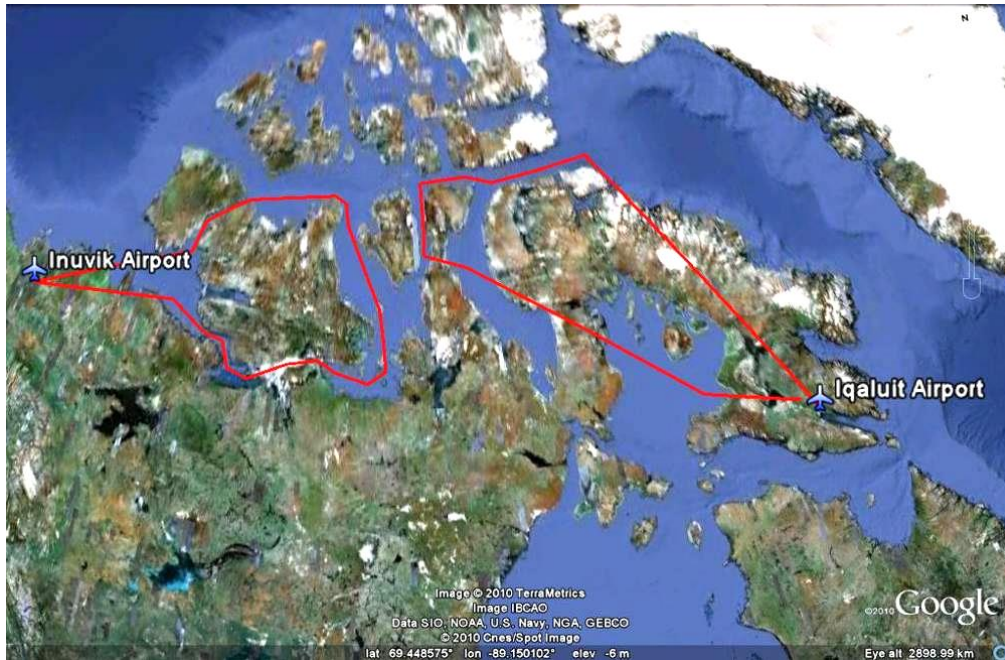 N
Inuvik Airport
Iqaluit Airport
Image © 2010 TerraMetrics
Image IBCAO
Data SIO, NOAA, U.S. Navy, NGA, GEBCO
© 2010 Cnes/Spot Image
©2010 Google
lat 69.448575° lon -89.150102° elev -6 m
Eye alt 2898.99 km